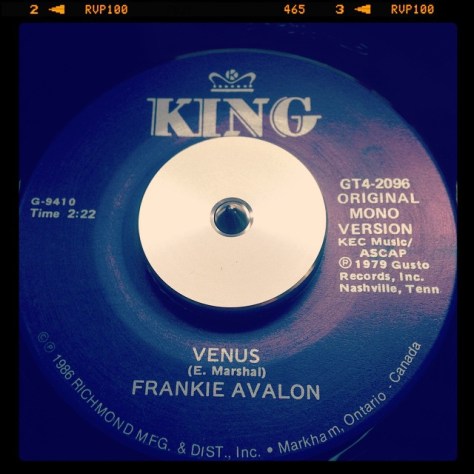 2 RVP100 465 3 RVP100
KING
G-9410
Time 2:22
GT4-2096
ORIGINAL
MONO
VERSION
KEC Music/
ASCAP
℗ 1979 Gusto
Records, Inc.
Nashville, Tenn.
VENUS
(E. Marshal)
FRANKIE AVALON
©℗ 1986 RICHMOND MFG. & DIST., Inc. • Markham, Ontario - Canada